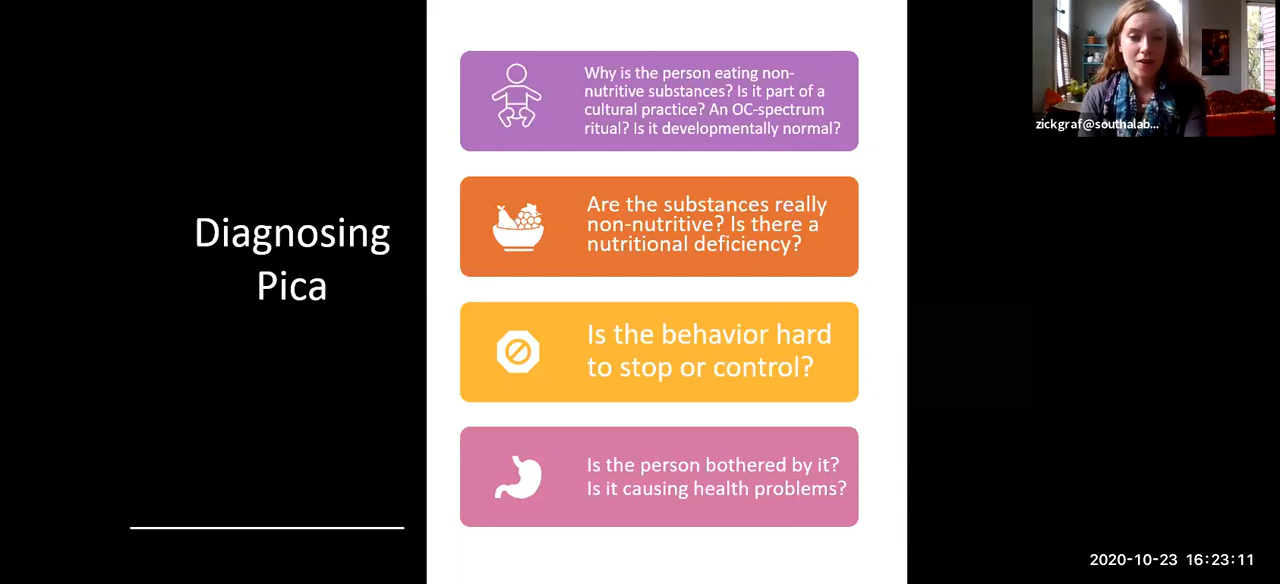 Diagnosing
Pica
Why is the person eating non-
nutritive substances? Is it part of a
cultural practice? An OC-spectrum
ritual? Is it developmentally normal?
Are the substances really
non-nutritive? Is there a
nutritional deficiency?
Is the behavior hard
to stop or control?
Is the person bothered by it?
Is it causing health problems?
zickgraf@southalab...
2020-10-23 16:23:11